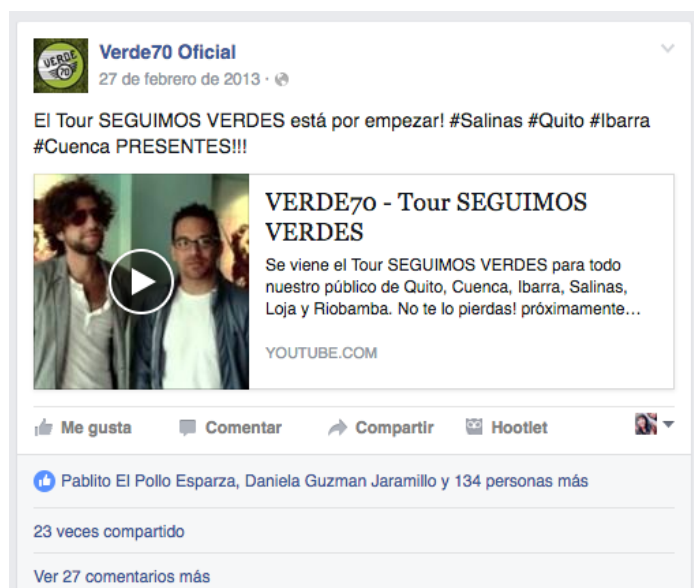 VERDE
70
Verde70 Oficial
27 de febrero de 2013 ·
El Tour SEGUIMOS VERDES está por empezar! #Salinas #Quito #Ibarra
#Cuenca PRESENTES!!!
VERDE70 - Tour SEGUIMOS
VERDES
Se viene el Tour SEGUIMOS VERDES para todo
nuestro público de Quito, Cuenca, Ibarra, Salinas,
Loja y Riobamba. No te lo pierdas! próximamente…
YOUTUBE.COM
Me gusta Comentar Compartir Hootlet
Pablito El Pollo Esparza, Daniela Guzman Jaramillo y 134 personas más
23 veces compartido
Ver 27 comentarios más